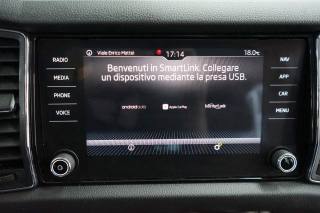 Viale Enrico Mattei
17:14
18.0
RADIO
MEDIA
PHONE
VOICE
Benvenuti in SmartLink. Collegare
un dispositivo mediante la presa USB.
androidauto
Apple CarPlay
MirrorLink
NAV
APP
CAR
MENU